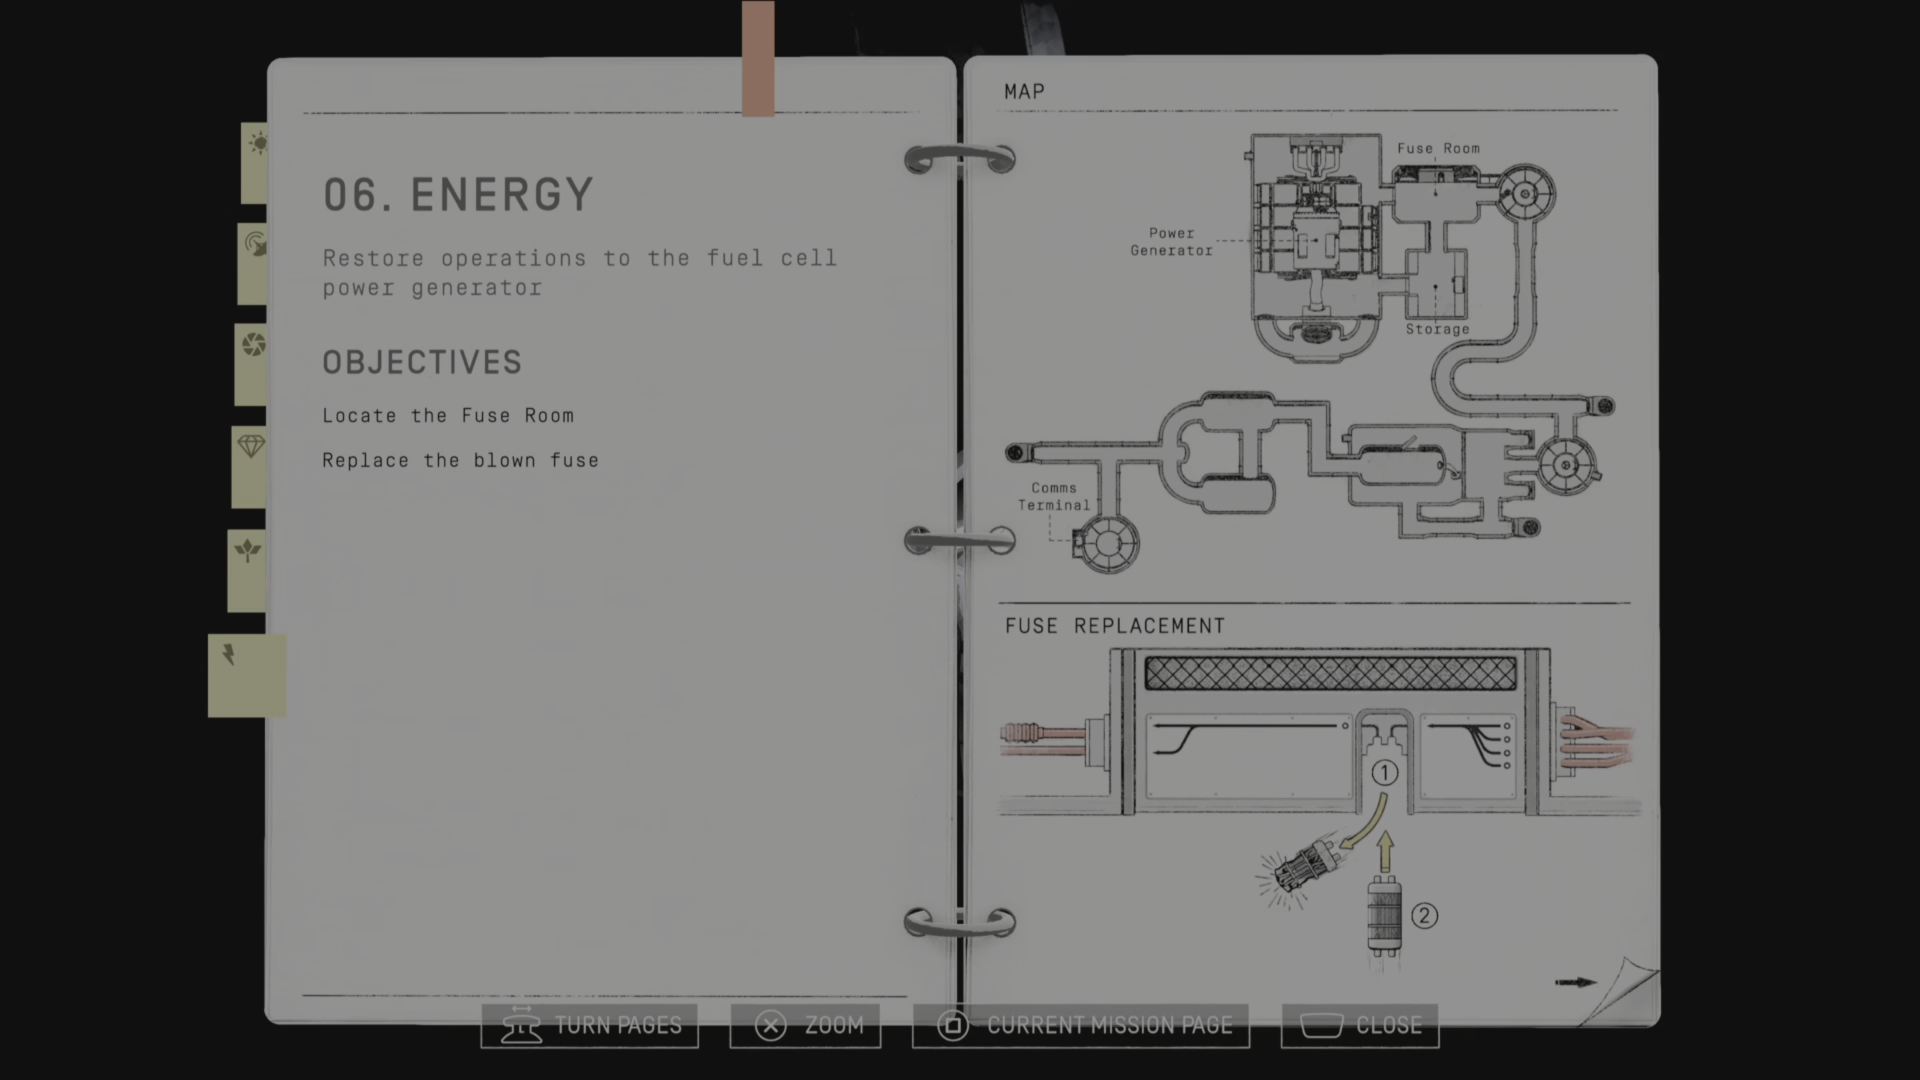 06. ENERGY
Restore operations to the fuel cell
power generator
OBJECTIVES
Locate the Fuse Room
Replace the blown fuse
MAP
Fuse Room
Power
Generator
Storage
Comms
Terminal
FUSE REPLACEMENT
1
2
TURN PAGES
ZOOM
CURRENT MISSION PAGE
CLOSE